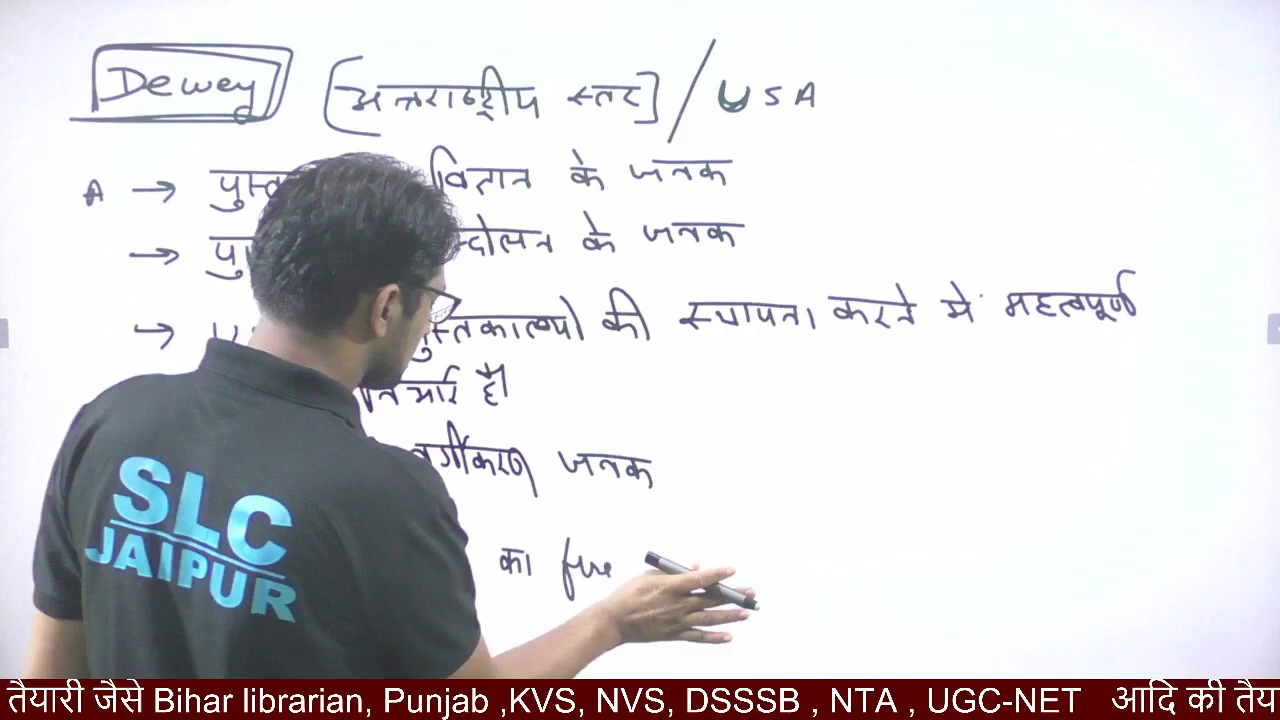 Dewey [अन्तराष्ट्रीय स्तर] / USA
A → पुस्त विज्ञान के जनक
→ पु न्दोलन के जनक
→ पुस्तकालयो की स्थापना करने में महत्वपूर्ण
है।
वर्गीकरण जनक
का
SLC
JAIPUR
तैयारी जैसे Bihar librarian, Punjab ,KVS, NVS, DSSSB , NTA , UGC-NET आदि की तैय